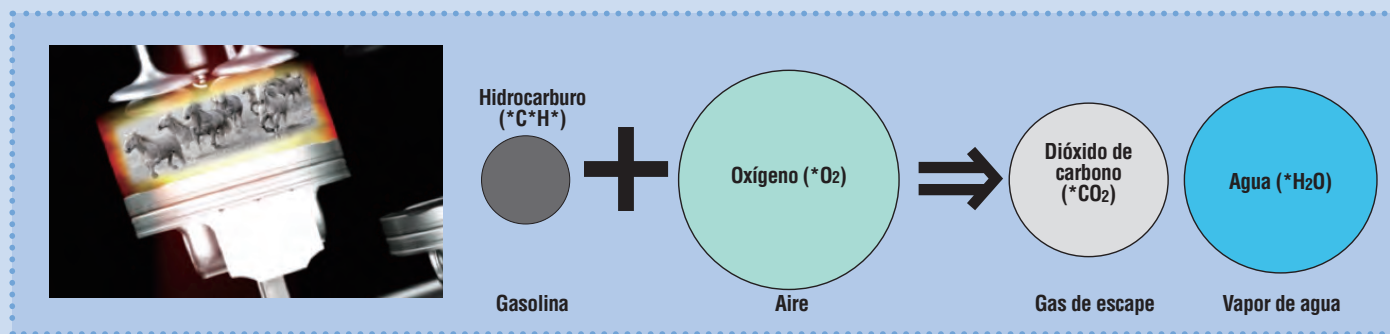 Hidrocarburo
(*C*H*)
Oxígeno (*O2)
Dióxido de
carbono
(*CO2)
Agua (*H2O)
Gasolina
Aire
Gas de escape
Vapor de agua